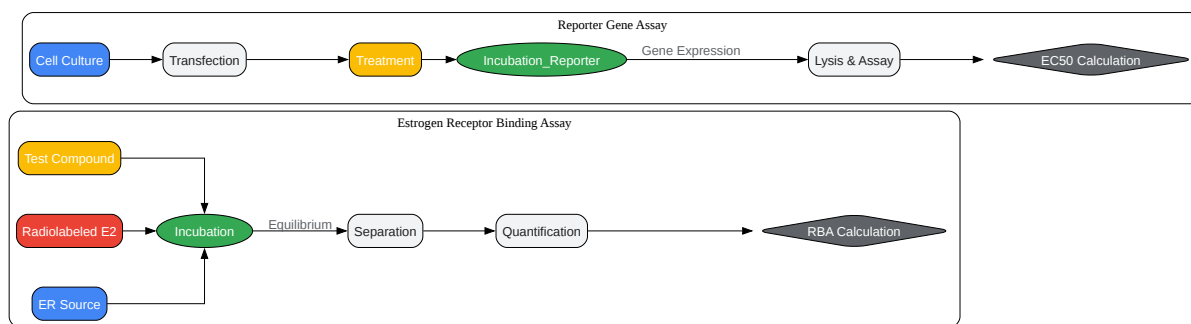 Reporter Gene Assay
Cell Culture
Transfection
Treatment
Incubation_Reporter
Gene Expression
Lysis & Assay
EC50 Calculation
Estrogen Receptor Binding Assay
Test Compound
Radiolabeled E2
Incubation
Equilibrium
Separation
Quantification
RBA Calculation
ER Source